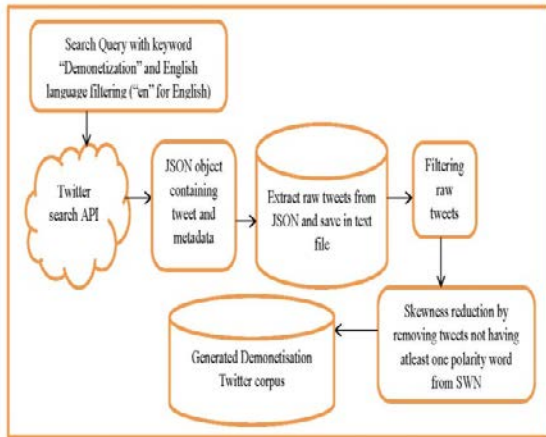 Search Query with keyword
“Demonetization” and English
language filtering (“en” for English)
Twitter
search API
JSON object
containing
tweet and
metadata
Extract raw tweets from
JSON and save in text
file
Filtering
raw
tweets
Skewness reduction by
removing tweets not having
atleast one polarity word
from SWN
Generated Demonetisation
Twitter corpus